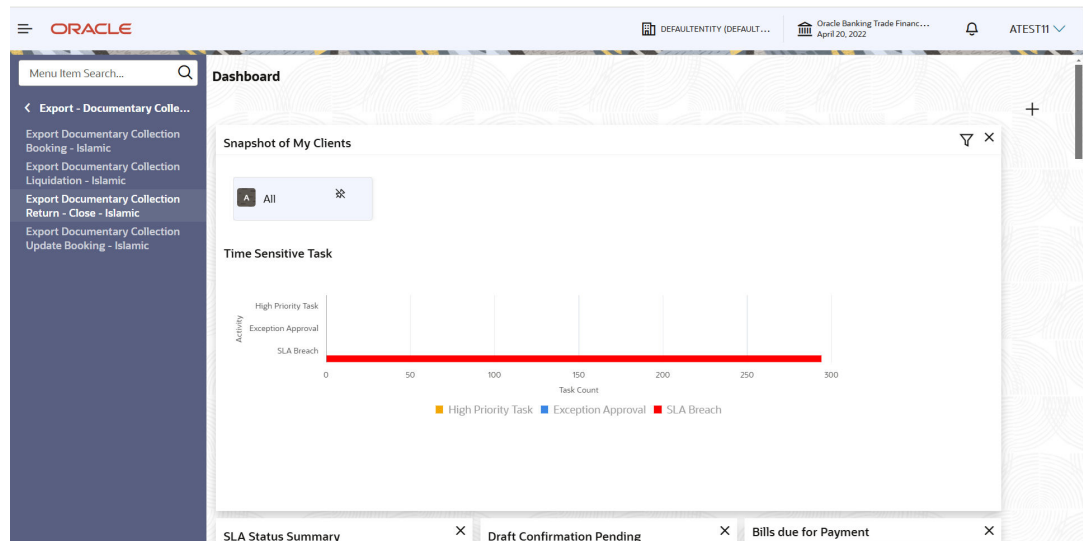 ORACLE
DEFAULTENTITY (DEFAULT...
Oracle Banking Trade Financ...
April 20, 2022
ATEST11
Menu Item Search...
Export - Documentary Colle...
Export Documentary Collection
Booking - Islamic
Export Documentary Collection
Liquidation - Islamic
Export Documentary Collection
Return - Close - Islamic
Export Documentary Collection
Update Booking - Islamic
Dashboard
Snapshot of My Clients
A All
Time Sensitive Task
Activity
High Priority Task
Exception Approval
SLA Breach
0 50 100 150 200 250 300
Task Count
High Priority Task Exception Approval SLA Breach
SLA Status Summary
Draft Confirmation Pending
Bills due for Payment